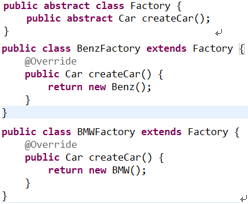 public abstract class Factory {
    public abstract Car createCar();
}
public class BenzFactory extends Factory {
    @Override
    public Car createCar() {
        return new Benz();
    }
}
public class BMWFactory extends Factory {
    @Override
    public Car createCar() {
        return new BMW();
    }
}